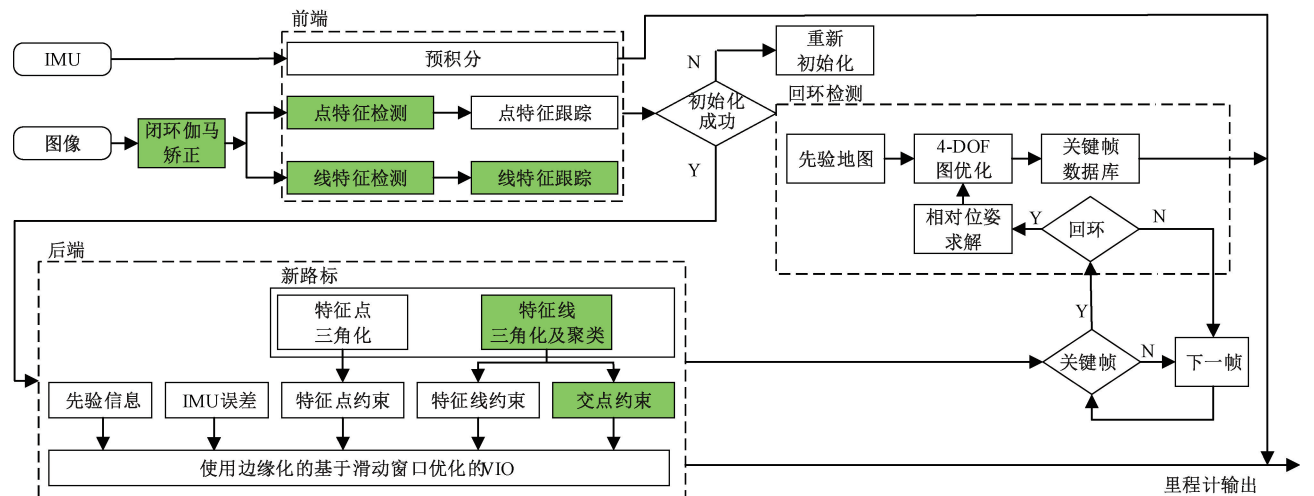 前端
IMU
预积分
N
重新
初始化
图像
闭环伽马
矫正
点特征检测
点特征跟踪
线特征检测
线特征跟踪
初始化
成功
Y
回环检测
先验地图
4-DOF
图优化
关键帧
数据库
相对位姿
求解
Y
回环
N
后端
新路标
特征点
三角化
特征线
三角化及聚类
Y
关键帧
N
下一帧
先验信息
IMU误差
特征点约束
特征线约束
交点约束
使用边缘化的基于滑动窗口优化的VIO
里程计输出